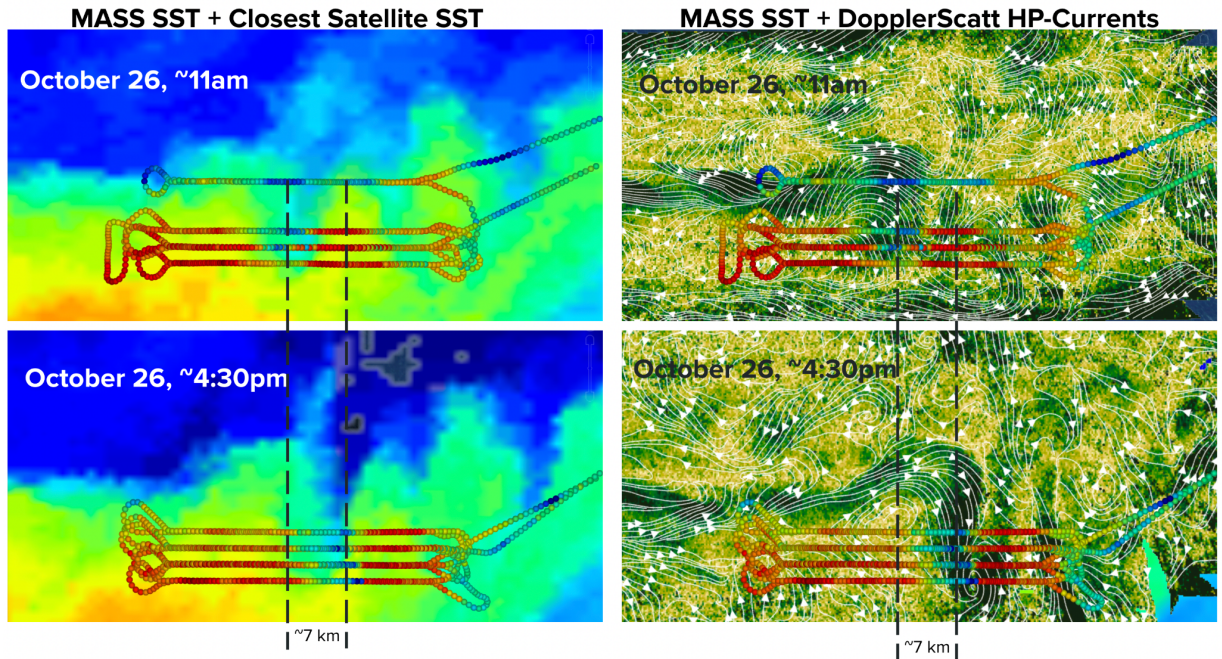 MASS SST + Closest Satellite SST
MASS SST + DopplerScatt HP-Currents
October 26, ~11am
October 26, ~11am
October 26, ~4:30pm
October 26, ~4:30pm
~7 km
~7 km